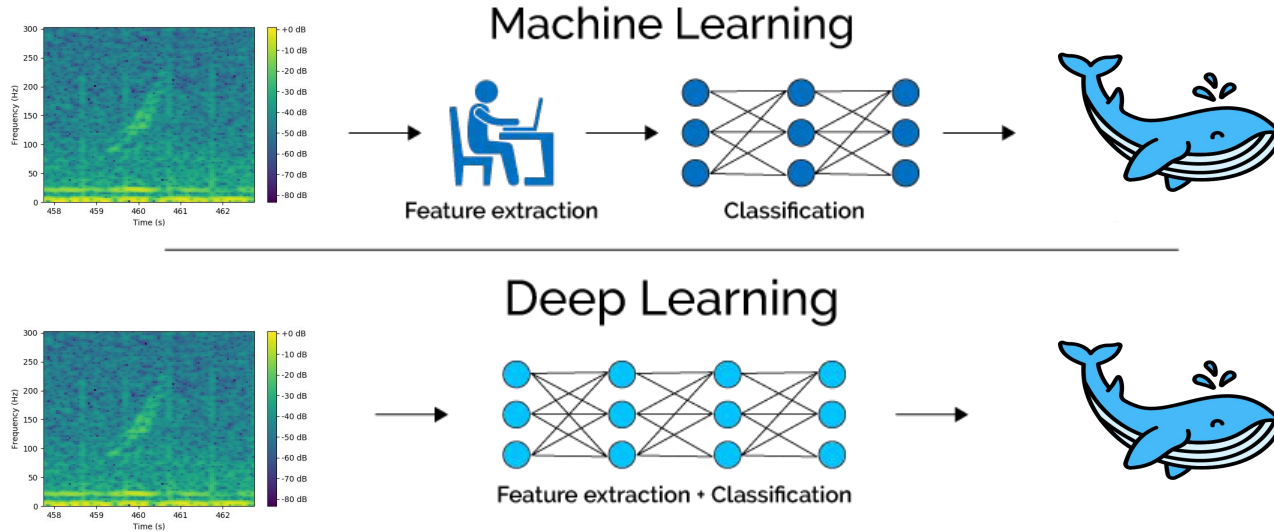 Machine Learning
300
250
200
150
100
50
0
Frequency (Hz)
458 459 460 461 462
Time (s)
+0 dB
-10 dB
-20 dB
-30 dB
-40 dB
-50 dB
-60 dB
-70 dB
-80 dB
Feature extraction
Classification
Deep Learning
300
250
200
150
100
50
0
Frequency (Hz)
458 459 460 461 462
Time (s)
+0 dB
-10 dB
-20 dB
-30 dB
-40 dB
-50 dB
-60 dB
-70 dB
-80 dB
Feature extraction + Classification